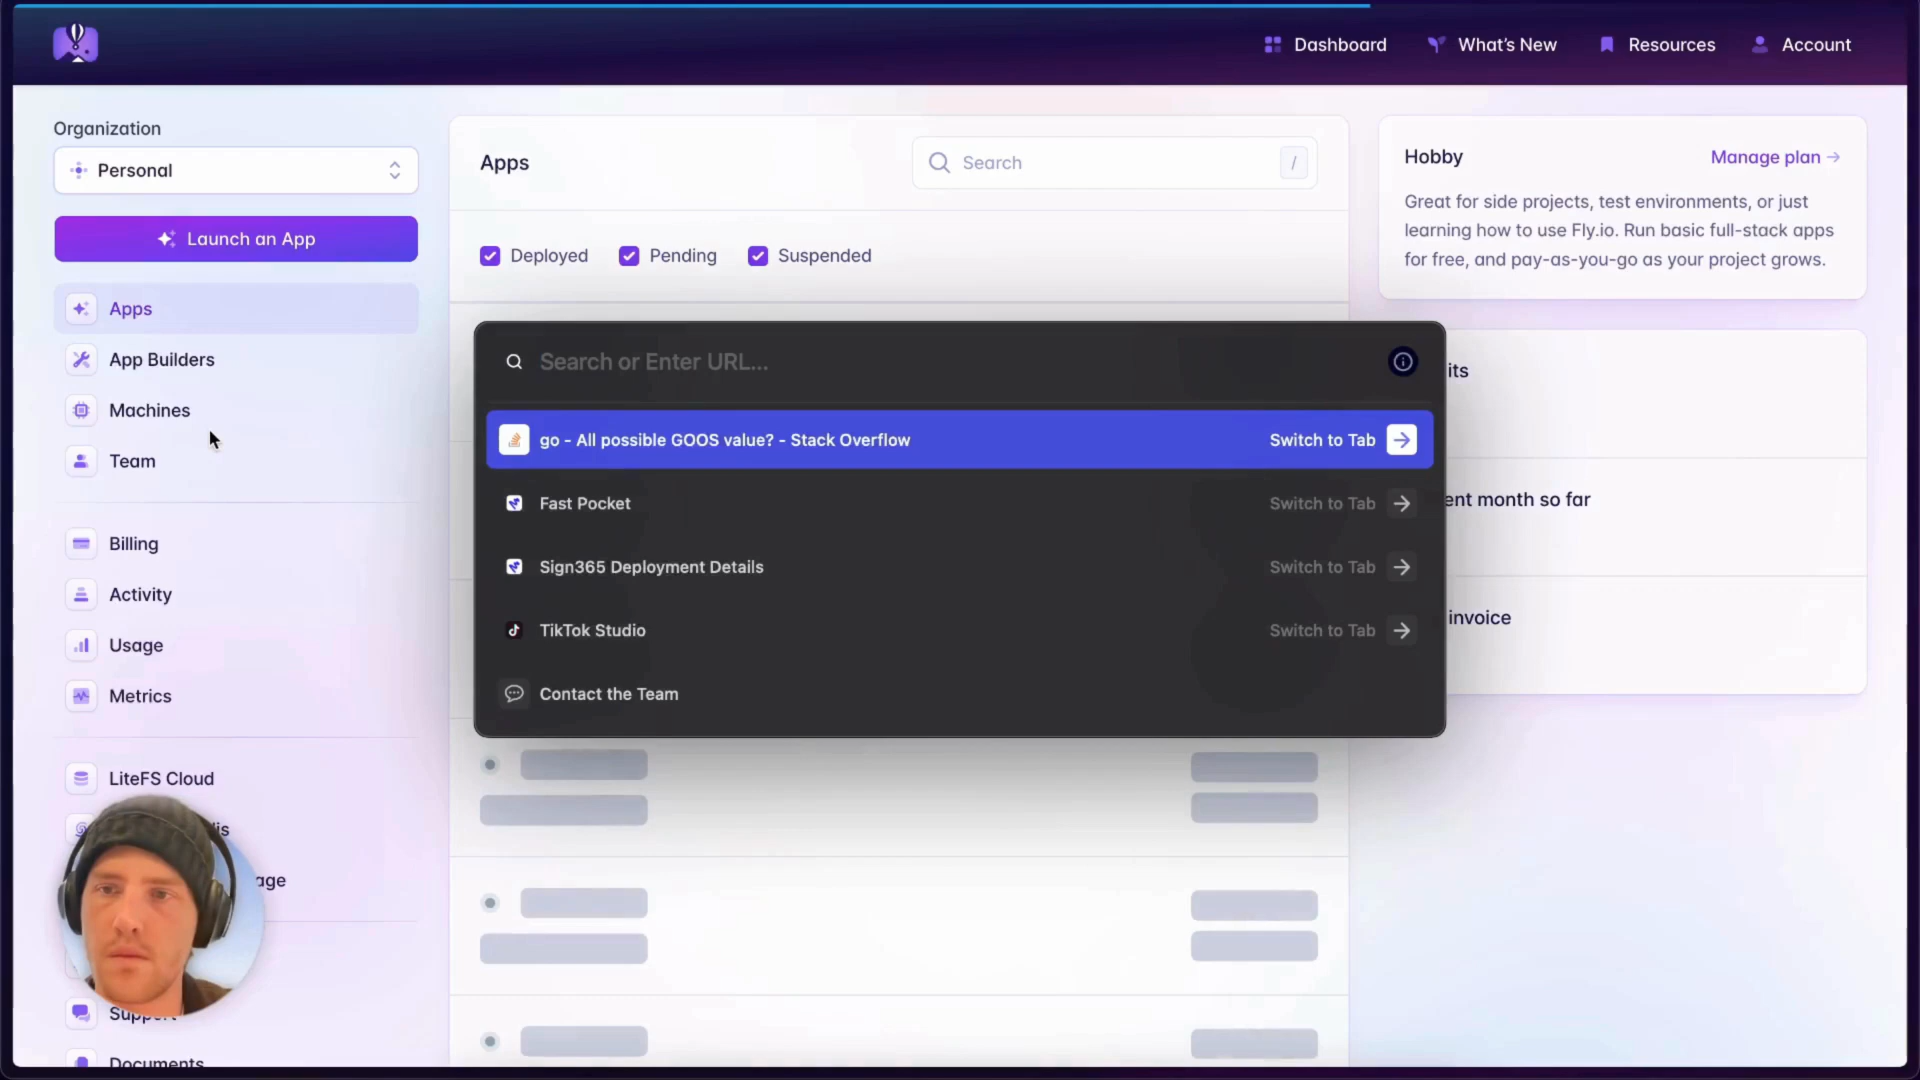 Dashboard
What's New
Resources
Account
Organization
Personal
Launch an App
Apps
App Builders
Machines
Team
Billing
Activity
Usage
Metrics
LiteFS Cloud
Documents
Apps
Search
/
Deployed
Pending
Suspended
Search or Enter URL...
go - All possible GOOS value? - Stack Overflow
Switch to Tab
Fast Pocket
Switch to Tab
Sign365 Deployment Details
Switch to Tab
TikTok Studio
Switch to Tab
Contact the Team
Hobby
Manage plan
Great for side projects, test environments, or just
learning how to use Fly.io. Run basic full-stack apps
for free, and pay-as-you-go as your project grows.
month so far
invoice